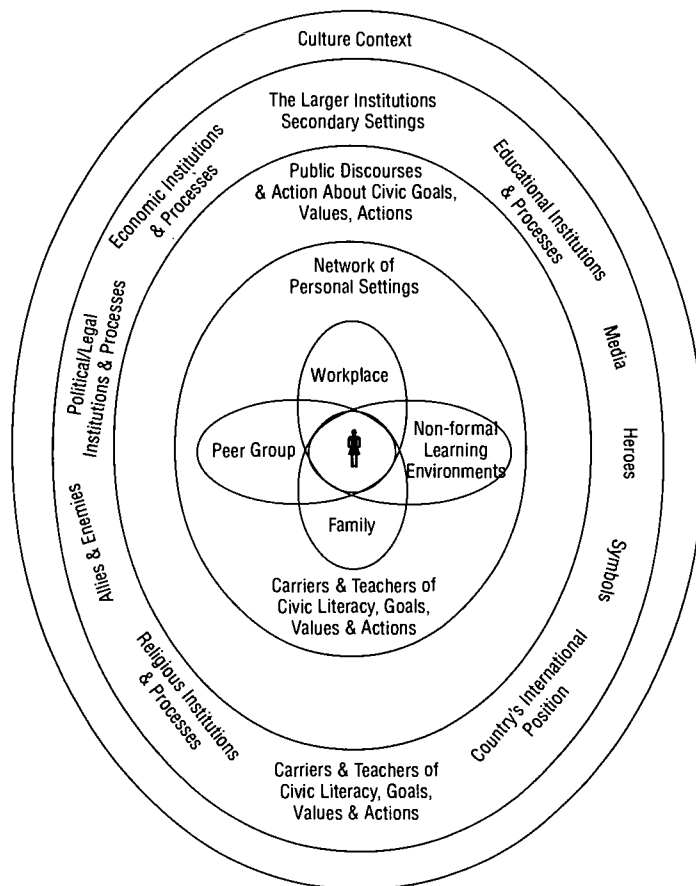 Culture Context
The Larger Institutions
Secondary Settings
Economic Institutions
& Processes
Educational Institutions
& Processes
Public Discourses
& Action About Civic Goals,
Values, Actions
Network of
Personal Settings
Political/Legal
Institutions & Processes
Media
Workplace
Peer Group
Non-formal
Learning
Environments
Heroes
Family
Allies & Enemies
Symbols
Carriers & Teachers of
Civic Literacy, Goals,
Values & Actions
Religious Institutions
& Processes
Country's International
Position
Carriers & Teachers of
Civic Literacy, Goals,
Values & Actions